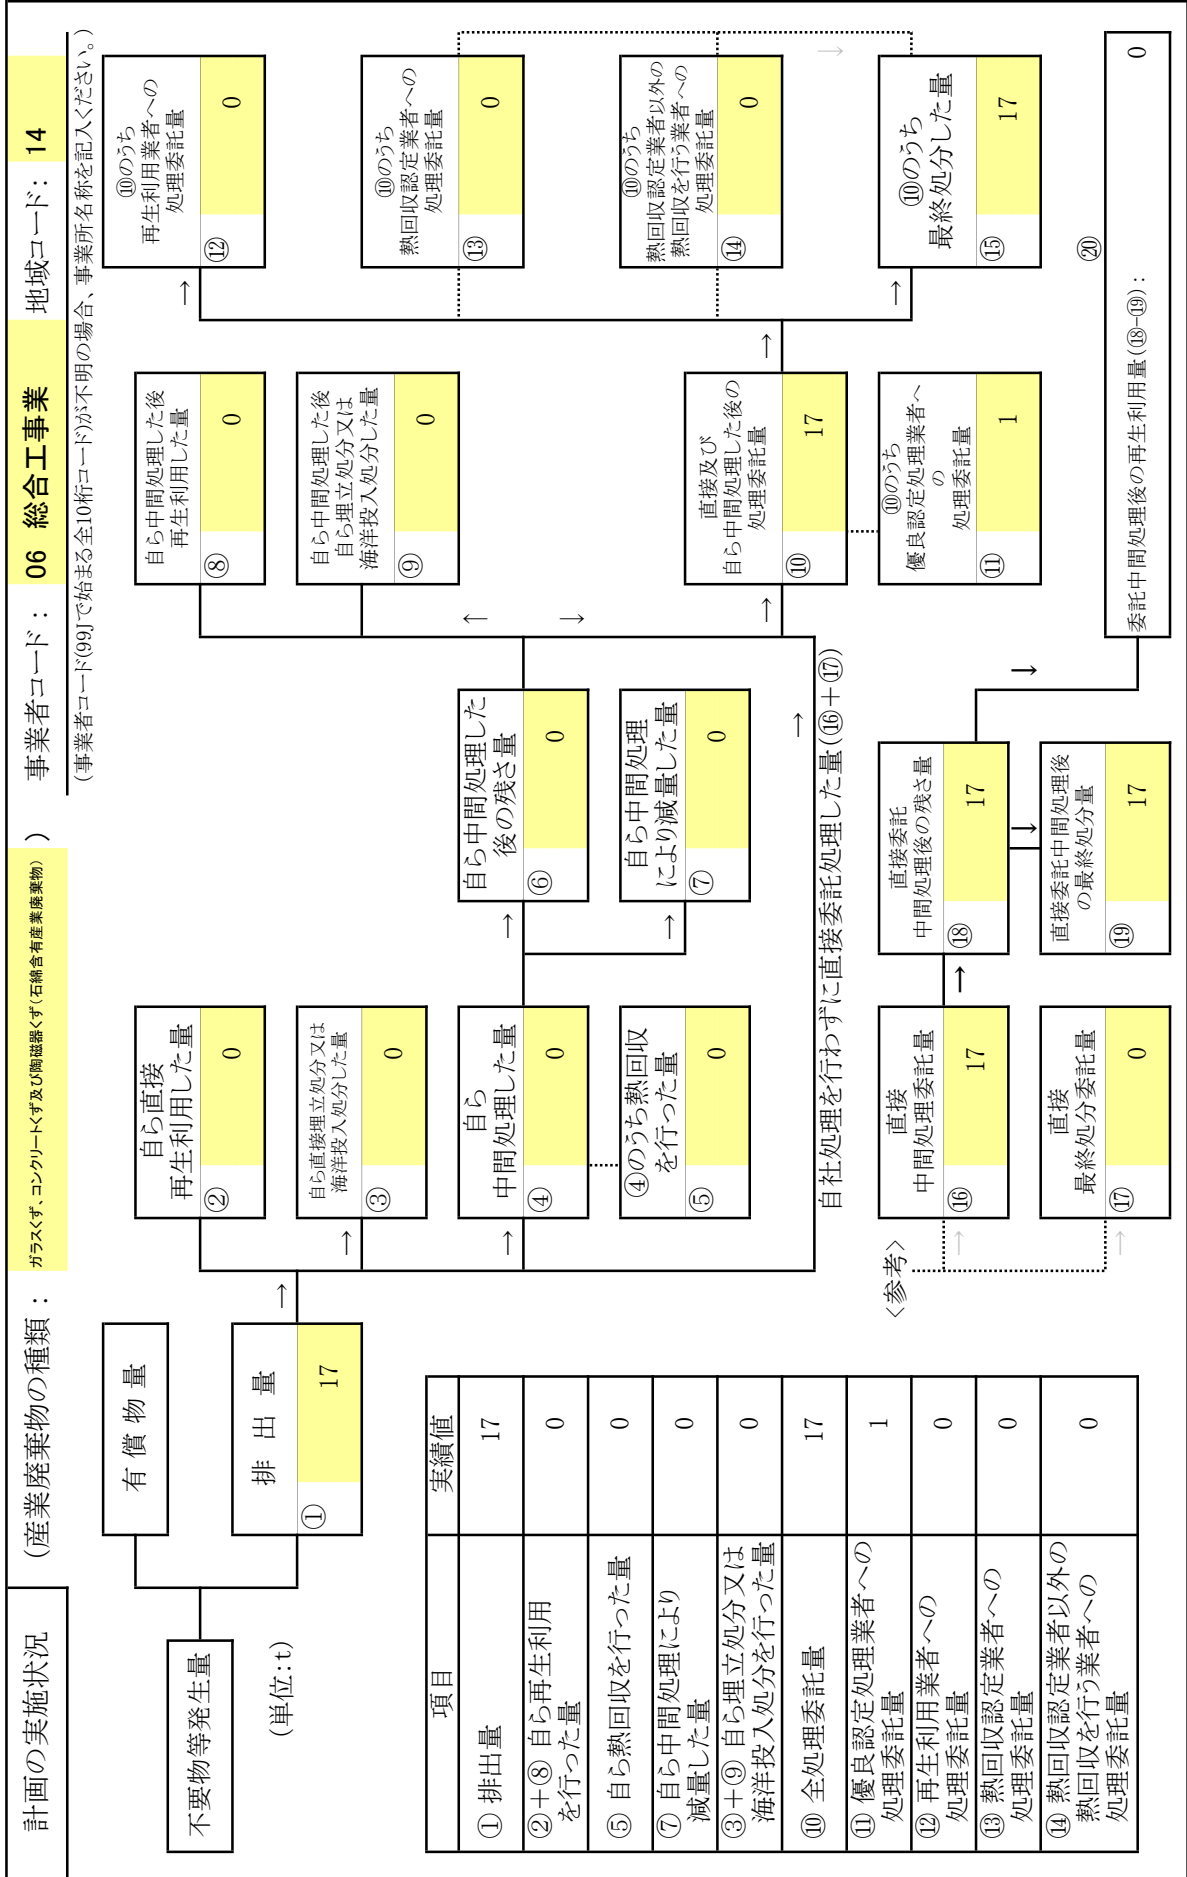 計画の実施状況
(産業廃棄物の種類:
ガラスくず、コンクリートくず及び陶磁器くず(石綿含有産業廃棄物)
)
事業者コード: 06 総合工事業 地域コード: 14
(事業者コード(99Jで始まる全10桁コード)が不明の場合、事業所名称を記入ください。)
不要物等発生量
(単位:t)
有 償 物 量
排 出 量
① 17
→
自ら直接
再生利用した量
② 0
→
自ら直接埋立処分又は
海洋投入処分した量
③ 0
→
自ら
中間処理した量
④ 0
④のうち熱回収
を行った量
⑤ 0
→
自ら中間処理した
後の残さ量
⑥ 0
→
自ら中間処理
により減量した量
⑦ 0
自ら中間処理した後
再生利用した量
⑧ 0
自ら中間処理した後
自ら埋立処分又は
海洋投入処分した量
⑨ 0
←
→
→
直接及び
自ら中間処理した後の
処理委託量
⑩ 17
⑩のうち
優良認定処理業者へ
の
処理委託量
⑪ 1
→
→
⑩のうち
再生利用業者への
処理委託量
⑫ 0
⑩のうち
熱回収認定業者への
処理委託量
⑬ 0
⑩のうち
熱回収認定業者以外の
熱回収を行う業者への
処理委託量
⑭ 0
→
→
⑩のうち
最終処分した量
⑮ 17
→
自社処理を行わずに直接委託処理した量(⑯+⑰)
<参考>
→
直接
中間処理委託量
⑯ 17
→
直接
最終処分委託量
⑰ 0
→
直接委託
中間処理後の残さ量
⑱ 17
→
直接委託中間処理後
の最終処分量
⑲ 17
→
⑳
委託中間処理後の再生利用量(⑱-⑲): 0
項目 実績値
① 排出量 17
②+⑧ 自ら再生利用
を行った量 0
⑤ 自ら熱回収を行った量 0
⑦ 自ら中間処理により
減量した量 0
③+⑨ 自ら埋立処分又は
海洋投入処分を行った量 0
⑩ 全処理委託量 17
⑪ 優良認定処理業者への
処理委託量 1
⑫ 再生利用業者への
処理委託量 0
⑬ 熱回収認定業者への
処理委託量 0
⑭ 熱回収認定業者以外の
熱回収を行う業者への
処理委託量 0